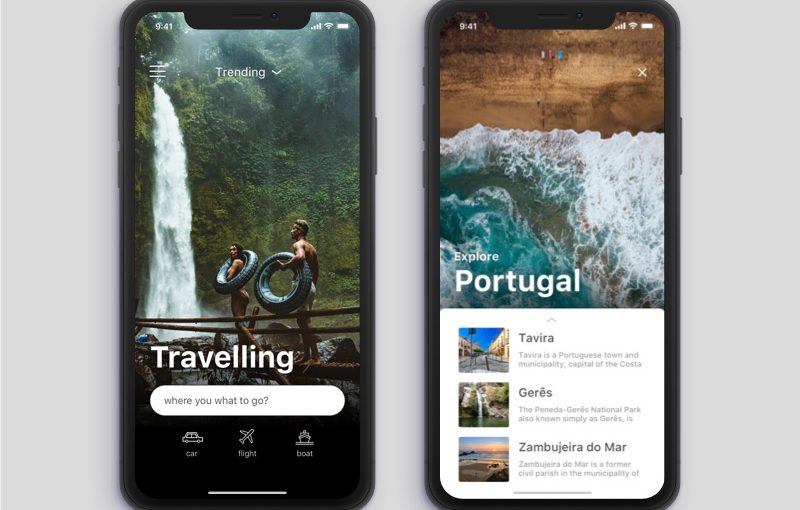 9:41
Trending
Travelling
where you what to go?
car
flight
boat
9:41
Explore
Portugal
Tavira
Tavira is a Portuguese town and
municipality, capital of the Costa
Gerês
The Peneda-Gerês National Park
also known simply as Gerês, is
Zambujeira do Mar
Zambujeira do Mar is a former
civil parish in the municipality of